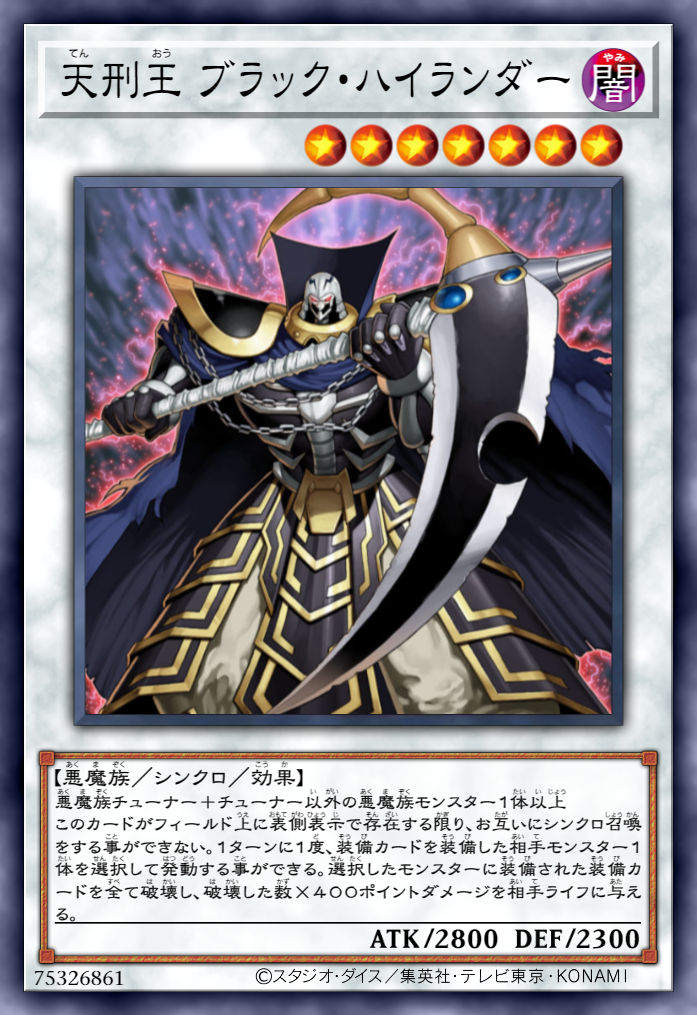 天刑王 ブラック・ハイランダー
闇
【悪魔族／シンクロ／効果】
悪魔族チューナー＋チューナー以外の悪魔族モンスター１体以上
このカードがフィールド上に表側表示で存在する限り、お互いにシンクロ召喚
をする事ができない。１ターンに１度、装備カードを装備した相手モンスター１
体を選択して発動する事ができる。選択したモンスターに装備された装備カ
ードを全て破壊し、破壊した数×４００ポイントダメージを相手ライフに与え
る。
ATK/2800 DEF/2300
75326861 ©スタジオ・ダイス／集英社・テレビ東京・KONAMI